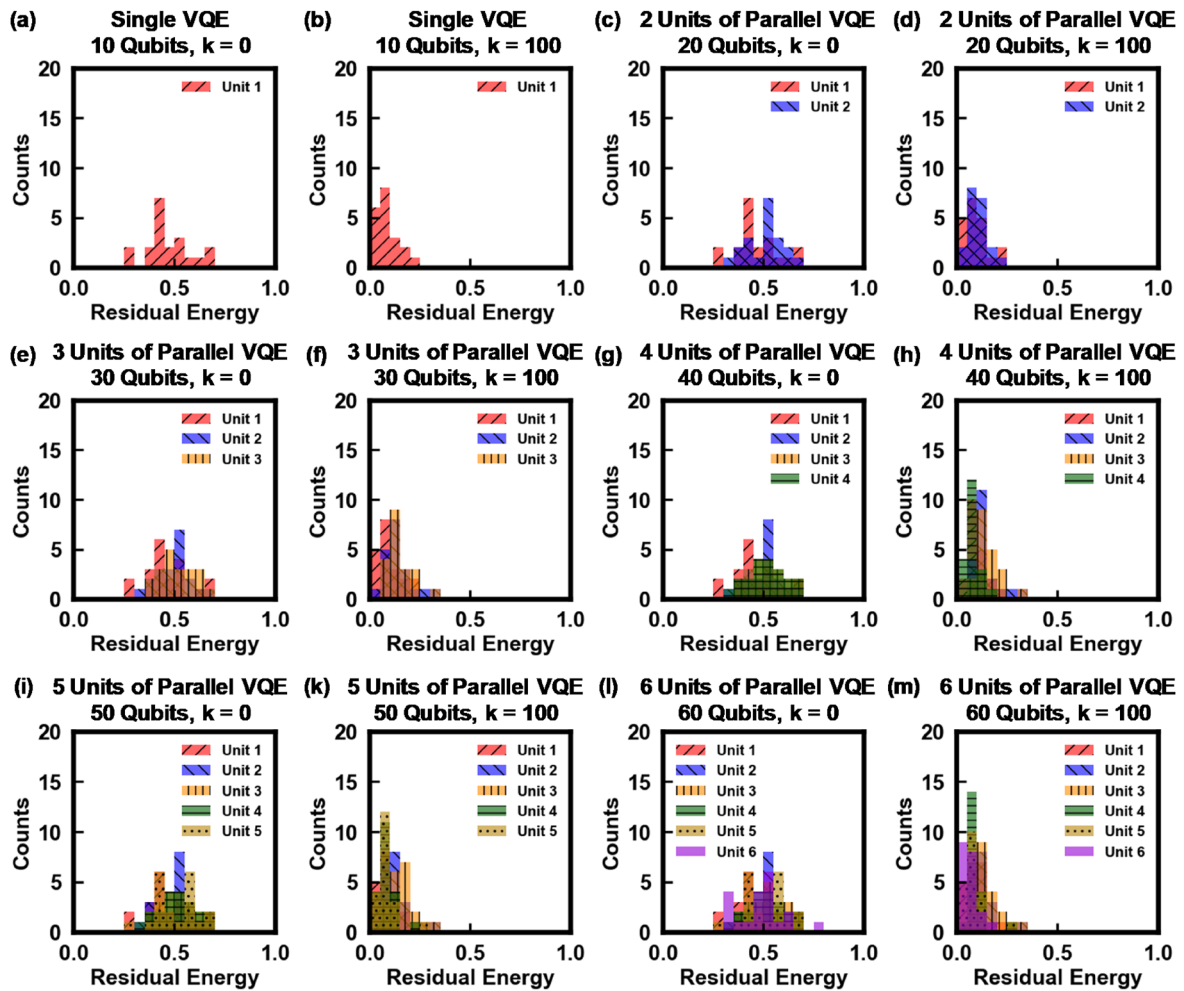 (a) Single VQE
10 Qubits, k = 0
20
15
10
5
0
Counts
Unit 1
0.0 0.5 1.0
Residual Energy
(b) Single VQE
10 Qubits, k = 100
20
15
10
5
0
Counts
Unit 1
0.0 0.5 1.0
Residual Energy
(c) 2 Units of Parallel VQE
20 Qubits, k = 0
20
15
10
5
0
Counts
Unit 1
Unit 2
0.0 0.5 1.0
Residual Energy
(d) 2 Units of Parallel VQE
20 Qubits, k = 100
20
15
10
5
0
Counts
Unit 1
Unit 2
0.0 0.5 1.0
Residual Energy
(e) 3 Units of Parallel VQE
30 Qubits, k = 0
20
15
10
5
0
Counts
Unit 1
Unit 2
Unit 3
0.0 0.5 1.0
Residual Energy
(f) 3 Units of Parallel VQE
30 Qubits, k = 100
20
15
10
5
0
Counts
Unit 1
Unit 2
Unit 3
0.0 0.5 1.0
Residual Energy
(g) 4 Units of Parallel VQE
40 Qubits, k = 0
20
15
10
5
0
Counts
Unit 1
Unit 2
Unit 3
Unit 4
0.0 0.5 1.0
Residual Energy
(h) 4 Units of Parallel VQE
40 Qubits, k = 100
20
15
10
5
0
Counts
Unit 1
Unit 2
Unit 3
Unit 4
0.0 0.5 1.0
Residual Energy
(i) 5 Units of Parallel VQE
50 Qubits, k = 0
20
15
10
5
0
Counts
Unit 1
Unit 2
Unit 3
Unit 4
Unit 5
0.0 0.5 1.0
Residual Energy
(k) 5 Units of Parallel VQE
50 Qubits, k = 100
20
15
10
5
0
Counts
Unit 1
Unit 2
Unit 3
Unit 4
Unit 5
0.0 0.5 1.0
Residual Energy
(l) 6 Units of Parallel VQE
60 Qubits, k = 0
20
15
10
5
0
Counts
Unit 1
Unit 2
Unit 3
Unit 4
Unit 5
Unit 6
0.0 0.5 1.0
Residual Energy
(m) 6 Units of Parallel VQE
60 Qubits, k = 100
20
15
10
5
0
Counts
Unit 1
Unit 2
Unit 3
Unit 4
Unit 5
Unit 6
0.0 0.5 1.0
Residual Energy